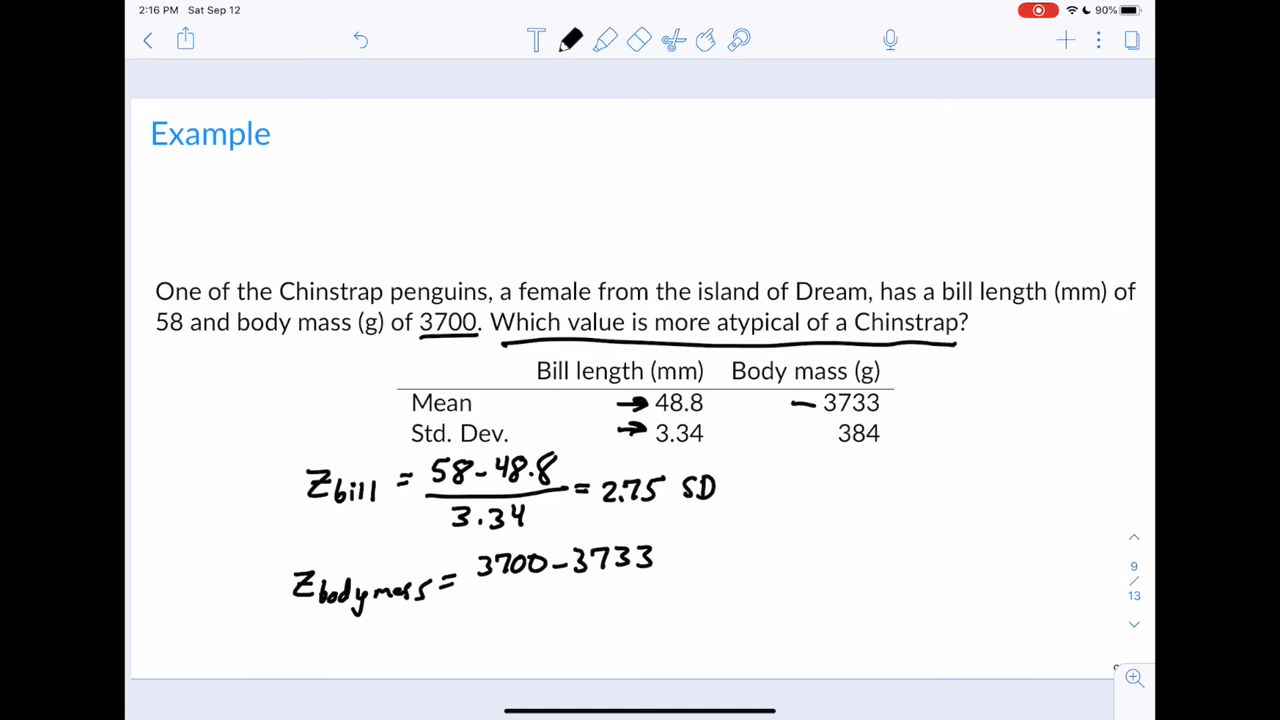 2:16 PM Sat Sep 12 90%
T
Example
One of the Chinstrap penguins, a female from the island of Dream, has a bill length (mm) of
58 and body mass (g) of 3700. Which value is more atypical of a Chinstrap?
Bill length (mm) Body mass (g)
Mean → 48.8 – 3733
Std. Dev. → 3.34 384
Zbill = 58-48.8 = 2.75 SD
3.34
Zbody mass = 3700-3733
9
/
13